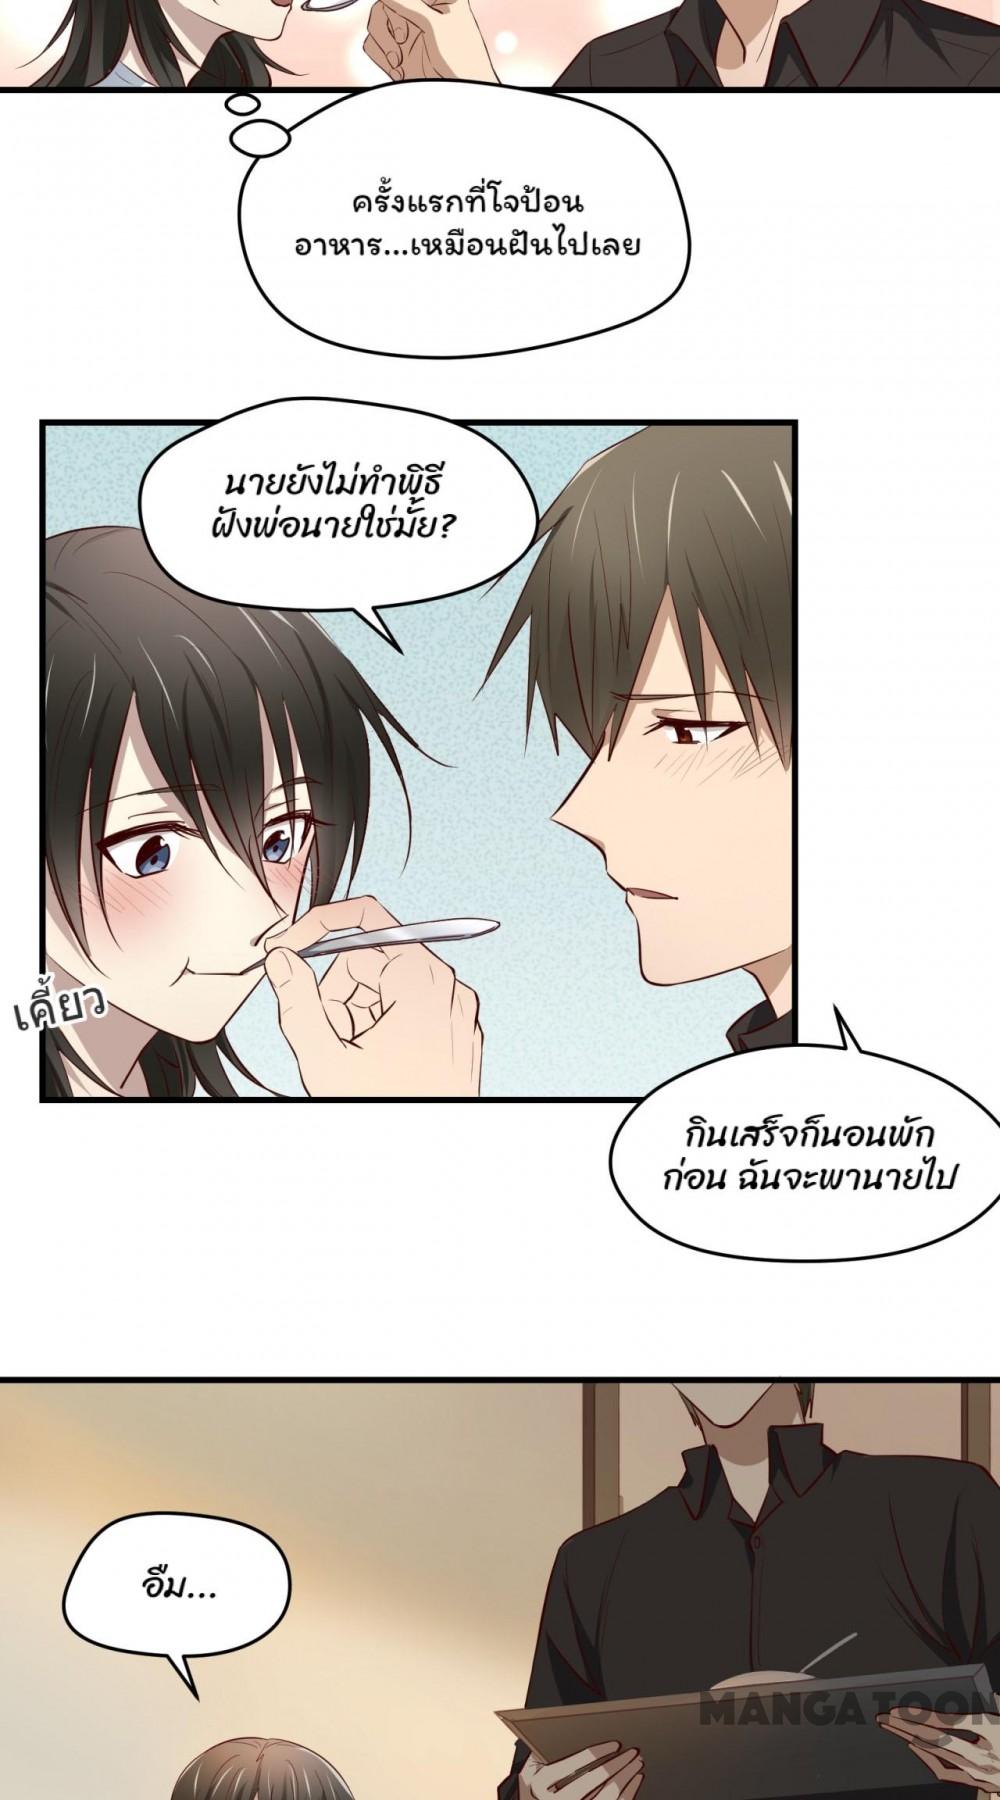 ครั้งแรกที่โจป้อน
อาหาร...เหมือนฝันไปเลย
นายยังไม่ทำพิธี
ฝังพ่อนายใช่มั้ย?
เคี้ยว
กินเสร็จก็นอนพัก
ก่อน ฉันจะพานายไป
อืม...
MANGATOON